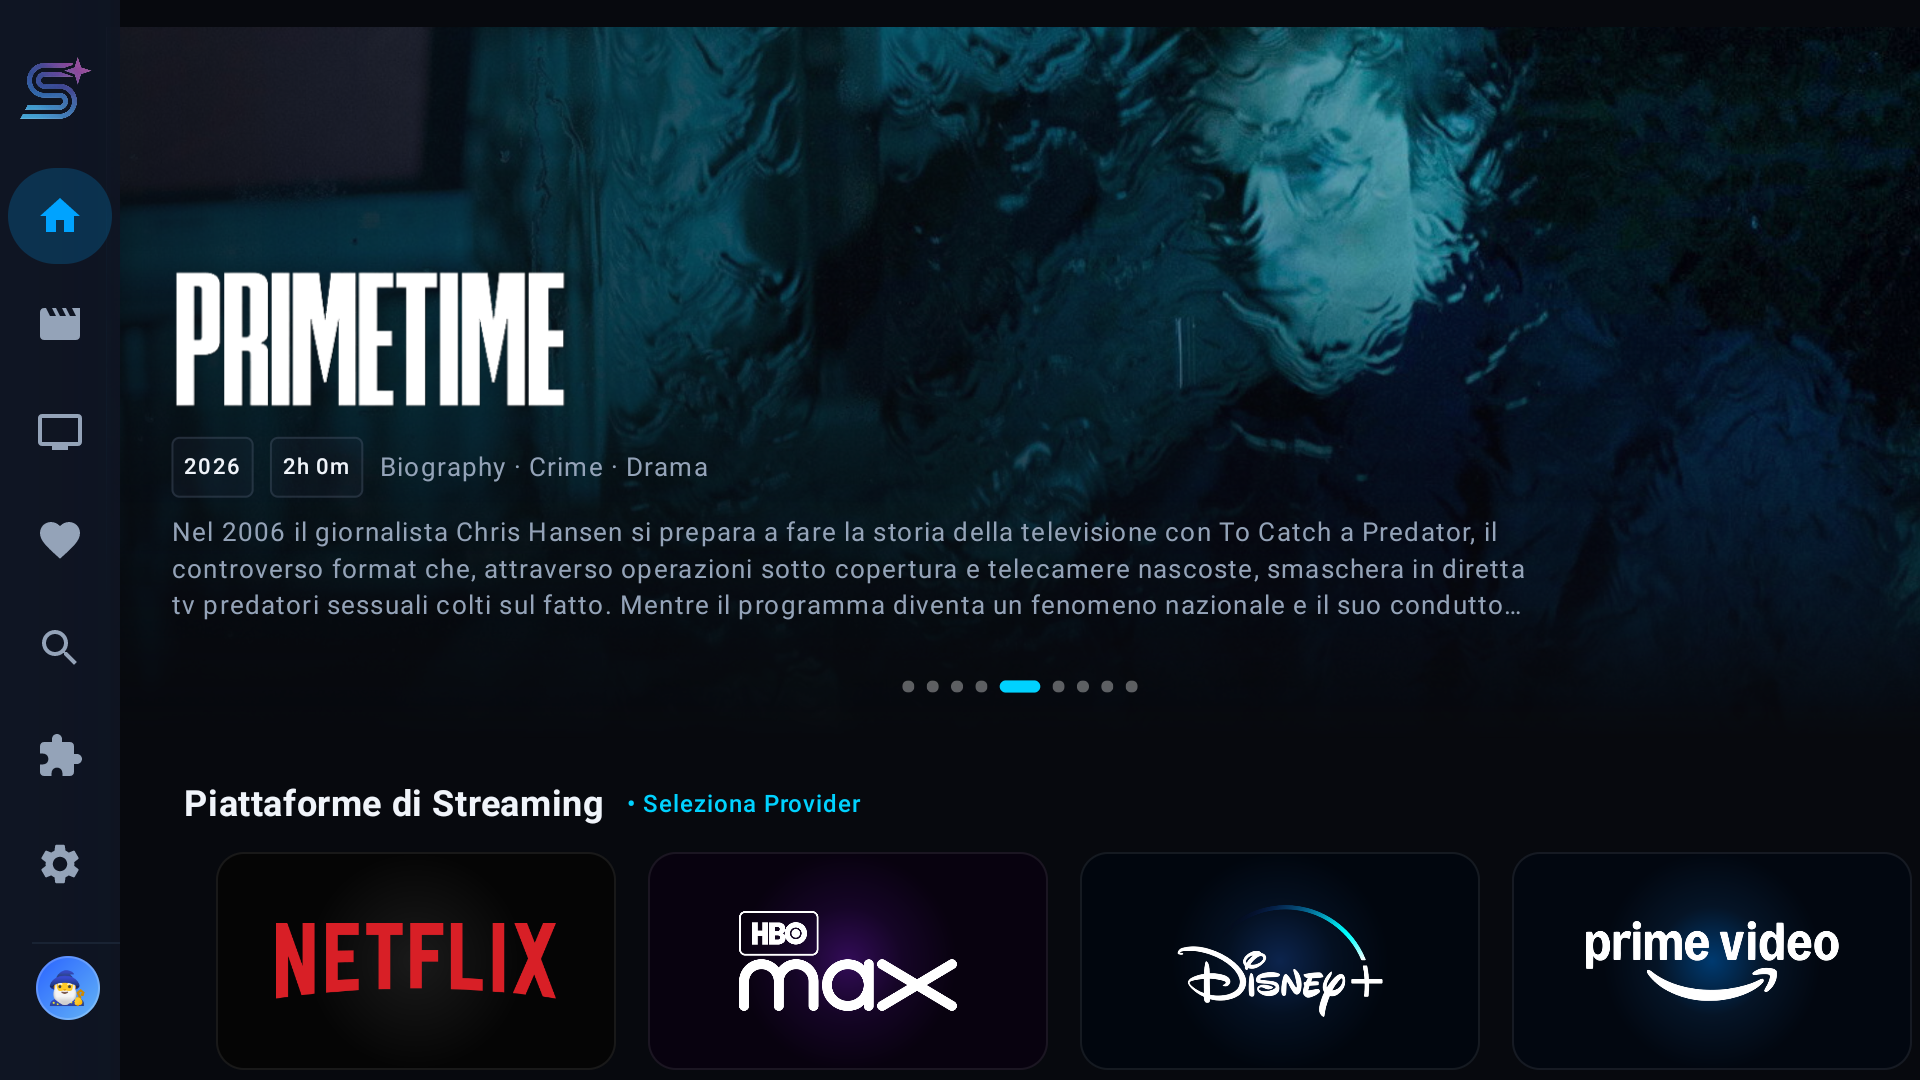 PRIMETIME
2026 2h 0m Biography · Crime · Drama
Nel 2006 il giornalista Chris Hansen si prepara a fare la storia della televisione con To Catch a Predator, il
controverso format che, attraverso operazioni sotto copertura e telecamere nascoste, smaschera in diretta
tv predatori sessuali colti sul fatto. Mentre il programma diventa un fenomeno nazionale e il suo condutto…
Piattaforme di Streaming • Seleziona Provider
NETFLIX
HBO
max
Disney+
prime video